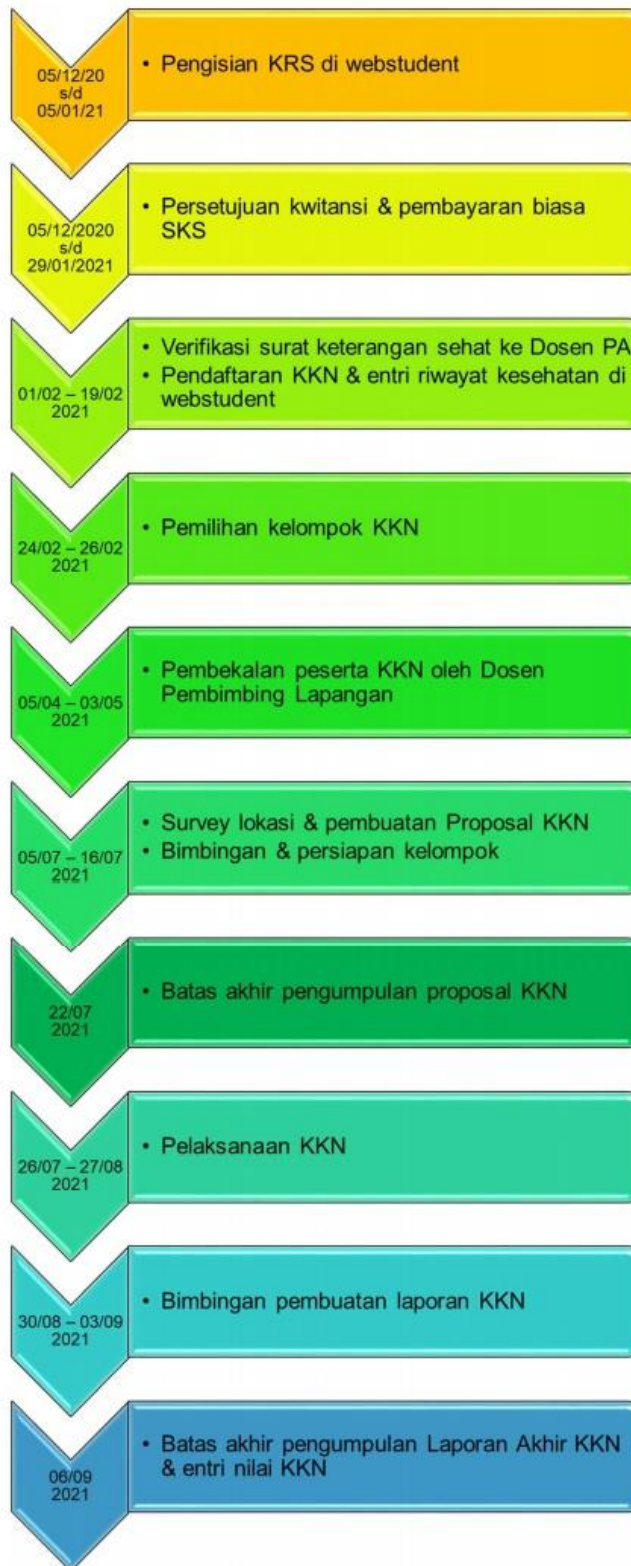 05/12/20
s/d
05/01/21
• Pengisian KRS di webstudent
05/12/2020
s/d
29/01/2021
• Persetujuan kwitansi & pembayaran biasa
SKS
01/02 – 19/02
2021
• Verifikasi surat keterangan sehat ke Dosen PA
• Pendaftaran KKN & entri riwayat kesehatan di
webstudent
24/02 – 26/02
2021
• Pemilihan kelompok KKN
05/04 – 03/05
2021
• Pembekalan peserta KKN oleh Dosen
Pembimbing Lapangan
05/07 – 16/07
2021
• Survey lokasi & pembuatan Proposal KKN
• Bimbingan & persiapan kelompok
22/07
2021
• Batas akhir pengumpulan proposal KKN
26/07 – 27/08
2021
• Pelaksanaan KKN
30/08 – 03/09
2021
• Bimbingan pembuatan laporan KKN
06/09
2021
• Batas akhir pengumpulan Laporan Akhir KKN
& entri nilai KKN